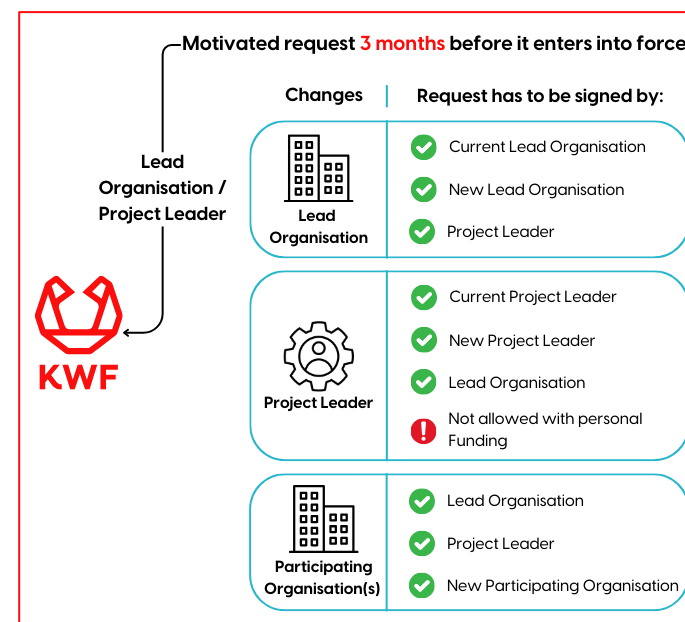 Motivated request 3 months before it enters into force
Changes
Request has to be signed by:
Lead
Organisation /
Project Leader
KWF
Lead
Organisation
Current Lead Organisation
New Lead Organisation
Project Leader
Project Leader
Current Project Leader
New Project Leader
Lead Organisation
Not allowed with personal
Funding
Participating
Organisation(s)
Lead Organisation
Project Leader
New Participating Organisation